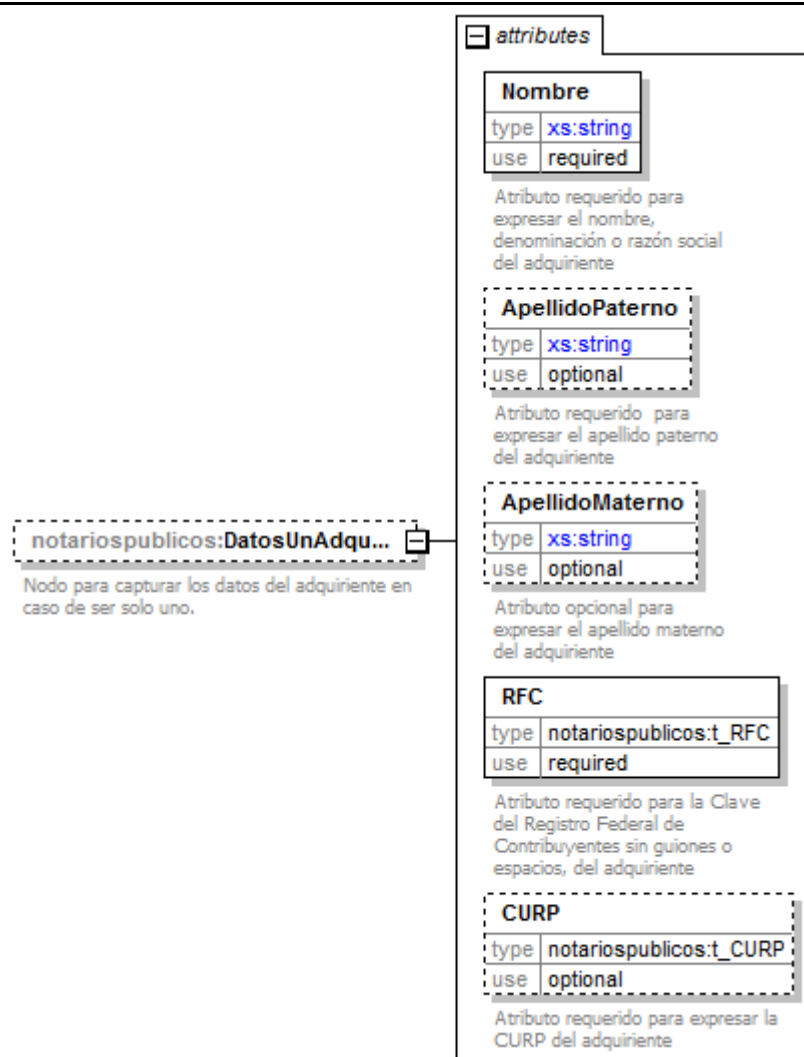 attributes
Nombre
type xs:string
use required
Atributo requerido para
expresar el nombre,
denominación o razón social
del adquiriente
ApellidoPaterno
type xs:string
use optional
Atributo requerido para
expresar el apellido paterno
del adquiriente
ApellidoMaterno
type xs:string
use optional
Atributo opcional para
expresar el apellido materno
del adquiriente
notariospublicos:DatosUnAdqu...
Nodo para capturar los datos del adquiriente en
caso de ser solo uno.
RFC
type notariospublicos:t_RFC
use required
Atributo requerido para la Clave
del Registro Federal de
Contribuyentes sin guiones o
espacios, del adquiriente
CURP
type notariospublicos:t_CURP
use optional
Atributo requerido para expresar la
CURP del adquiriente